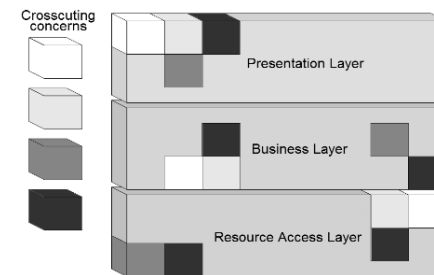 Crosscuting
concerns
Presentation Layer
Business Layer
Resource Access Layer